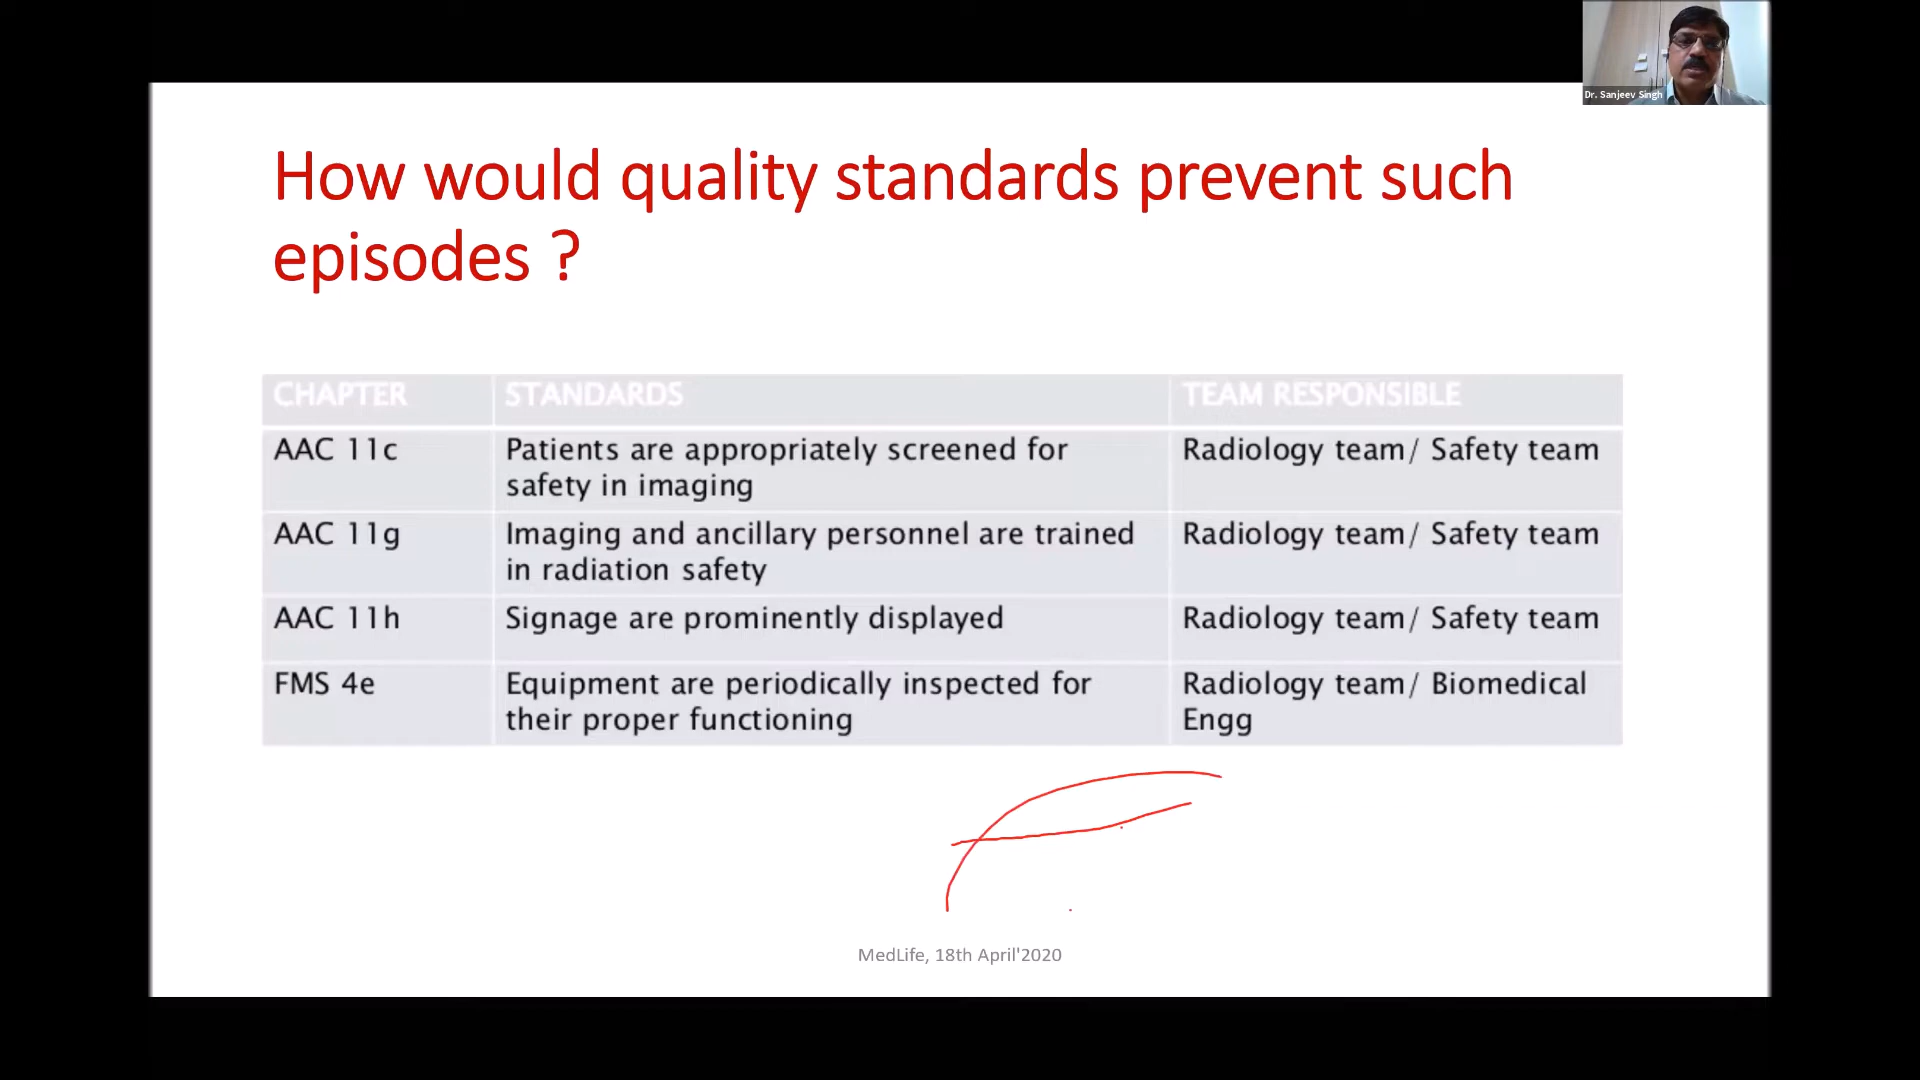 Dr. Sanjeev Singh
How would quality standards prevent such
episodes ?
CHAPTER STANDARDS TEAM RESPONSIBLE
AAC 11c Patients are appropriately screened for Radiology team/ Safety team
safety in imaging
AAC 11g Imaging and ancillary personnel are trained Radiology team/ Safety team
in radiation safety
AAC 11h Signage are prominently displayed Radiology team/ Safety team
FMS 4e Equipment are periodically inspected for Radiology team/ Biomedical
their proper functioning Engg
MedLife, 18th April'2020